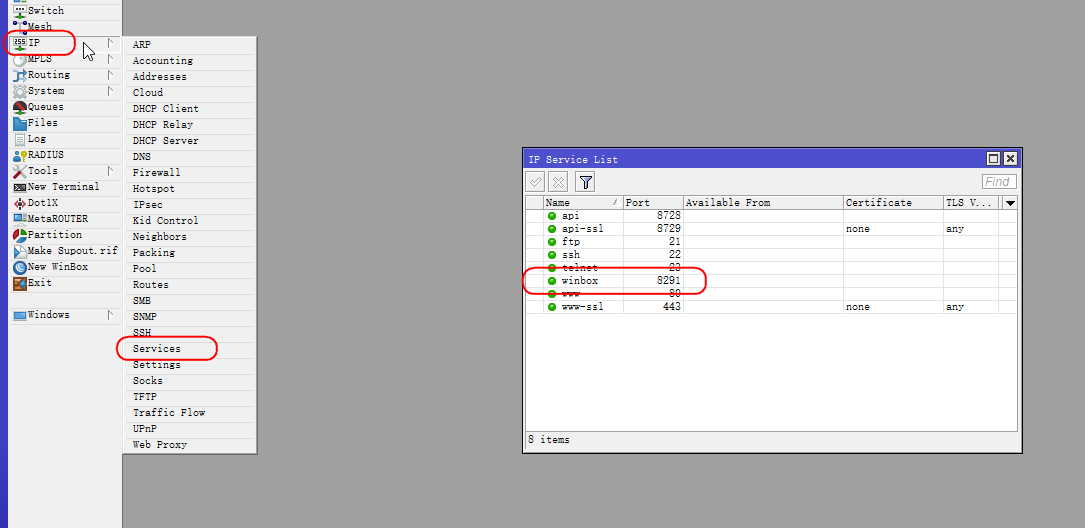 Switch
Mesh
IP
MPLS
Routing
System
Queues
Files
Log
RADIUS
Tools
New Terminal
Dot1X
MetaROUTER
Partition
Make Supout.rif
New WinBox
Exit
Windows
ARP
Accounting
Addresses
Cloud
DHCP Client
DHCP Relay
DHCP Server
DNS
Firewall
Hotspot
IPsec
Kid Control
Neighbors
Packing
Pool
Routes
SMB
SNMP
SSH
Services
Settings
Socks
TFTP
Traffic Flow
UPnP
Web Proxy
IP Service List
Find
Name Port Available From Certificate TLS V...
api 8728
api-ssl 8729 none any
ftp 21
ssh 22
telnet 23
winbox 8291
www 80
www-ssl 443 none any
8 items